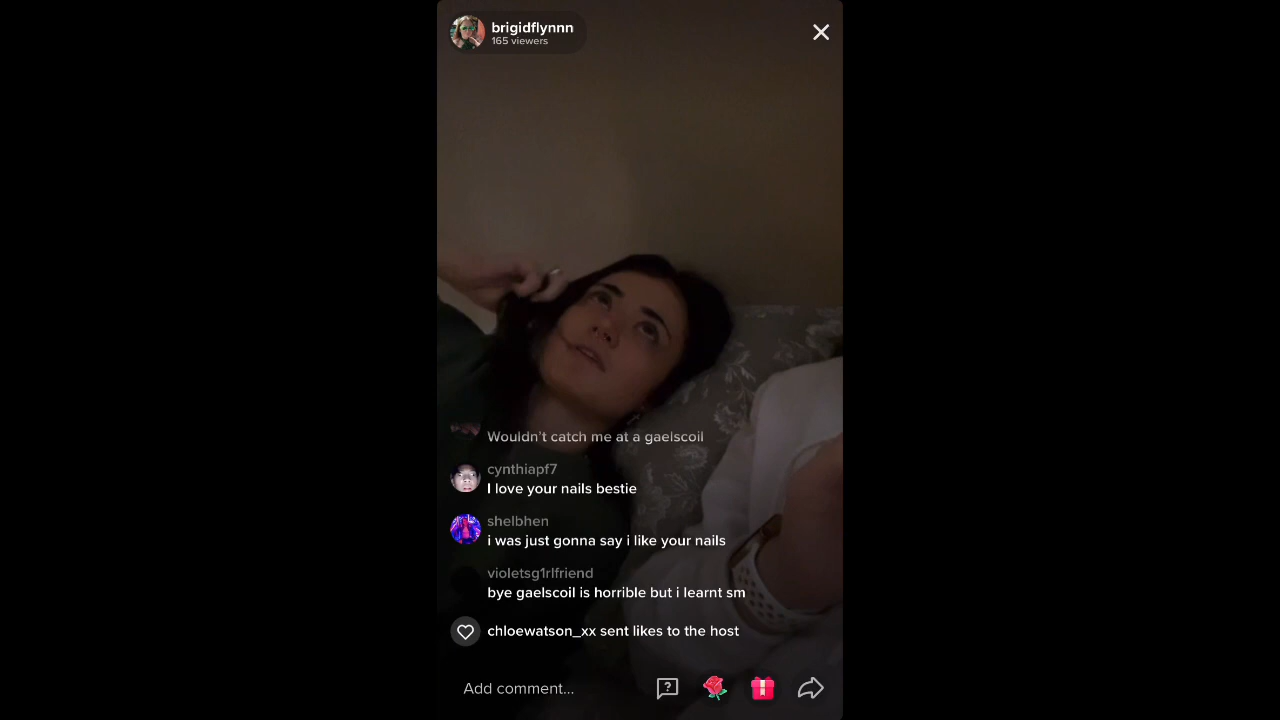 brigidflynnn
165 viewers
Wouldn't catch me at a gaelscoil
cynthiapf7
I love your nails bestie
shelbhen
i was just gonna say i like your nails
violetsg1rlfriend
bye gaelscoil is horrible but i learnt sm
chloewatson_xx sent likes to the host
Add comment...